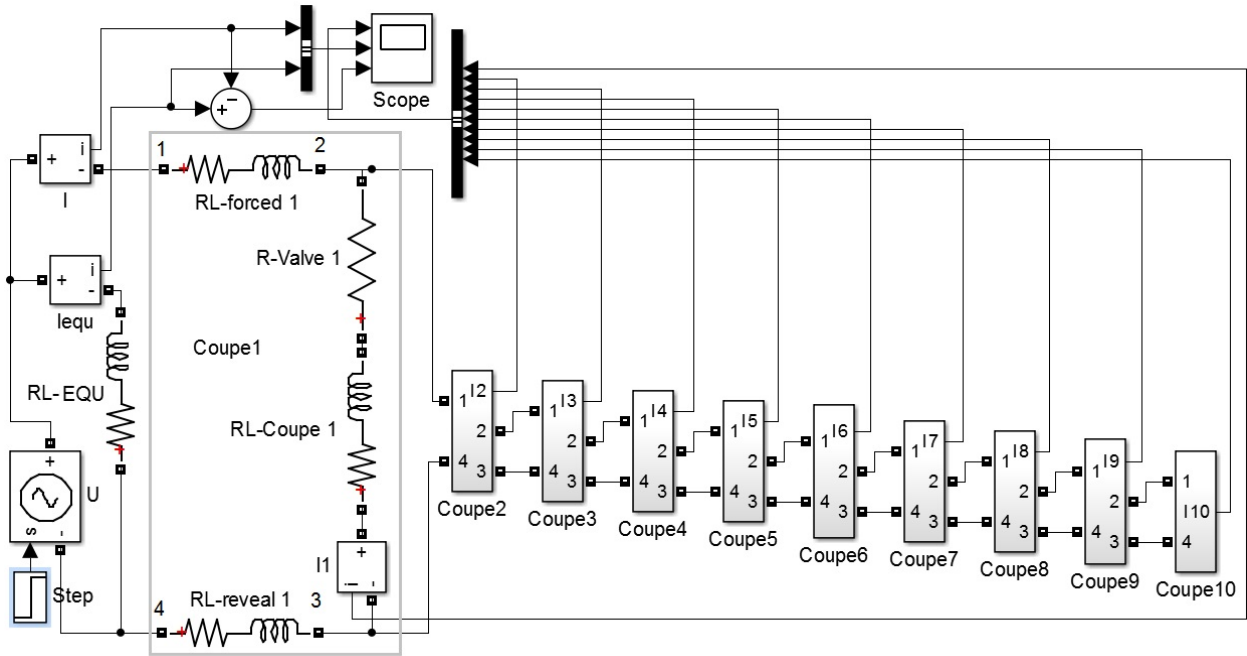 i
-
+
I
i
-
+
Iequ
RL-EQU
+
U
s
-
Step
+
-
Scope
1
2
RL-forced 1
R-Valve 1
Coupe1
RL-Coupe 1
+
I1
i
-
RL-reveal 1
4
3
1 I2
2
4 3
Coupe2
1 I3
2
4 3
Coupe3
1 I4
2
4 3
Coupe4
1 I5
2
4 3
Coupe5
1 I6
2
4 3
Coupe6
1 I7
2
4 3
Coupe7
1 I8
2
4 3
Coupe8
1 I9
2
4 3
Coupe9
1
I10
4
Coupe10